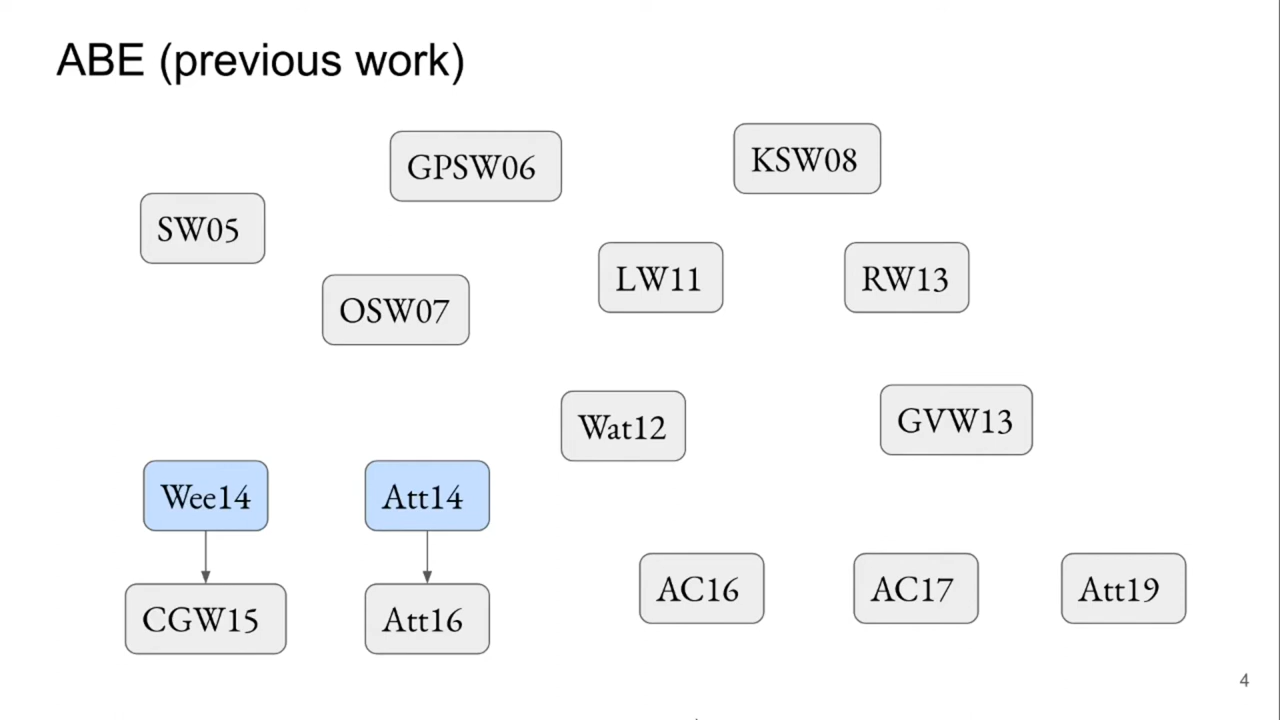 ABE (previous work)
GPSW06
KSW08
SW05
LW11
RW13
OSW07
Wat12
GVW13
Wee14
Att14
CGW15
Att16
AC16
AC17
Att19
4